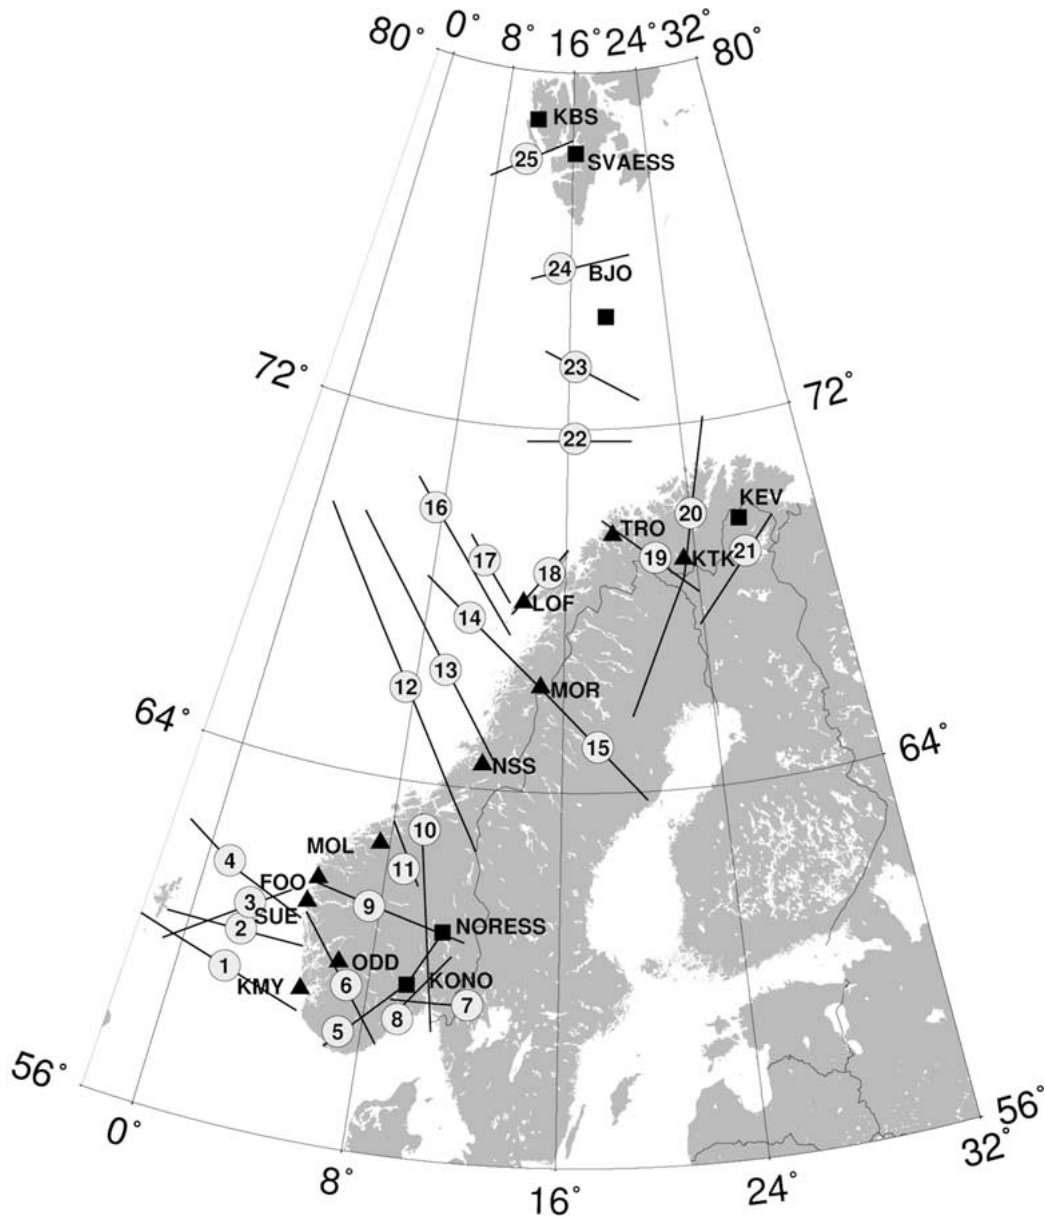 80° 0° 8° 16° 24° 32° 80°
KBS
25 SVAESS
24 BJO
23
72° 72°
22
16 KEV
20
TRO
17 19 KTK 21
18
LOF
14
13
12 MOR
15
64° 64°
NSS
10
MOL
4 11
FOO
3 9
SUE
2 NORESS
1 ODD
KMY 6 KONO
7
5 8
56° 56°
0° 32°
8° 24°
16°